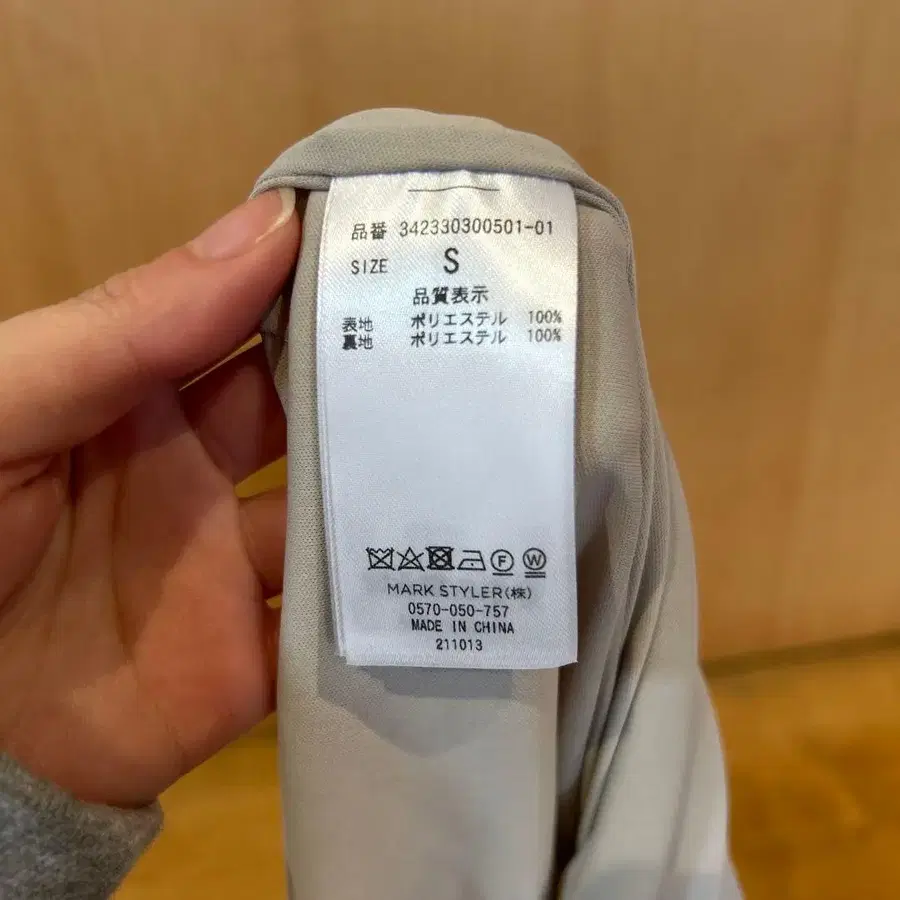 品番 342330300501-01
SIZE S
品質表示
表地 ポリエステル 100%
裏地 ポリエステル 100%
F W
MARK STYLER(株)
0570-050-757
MADE IN CHINA
211013